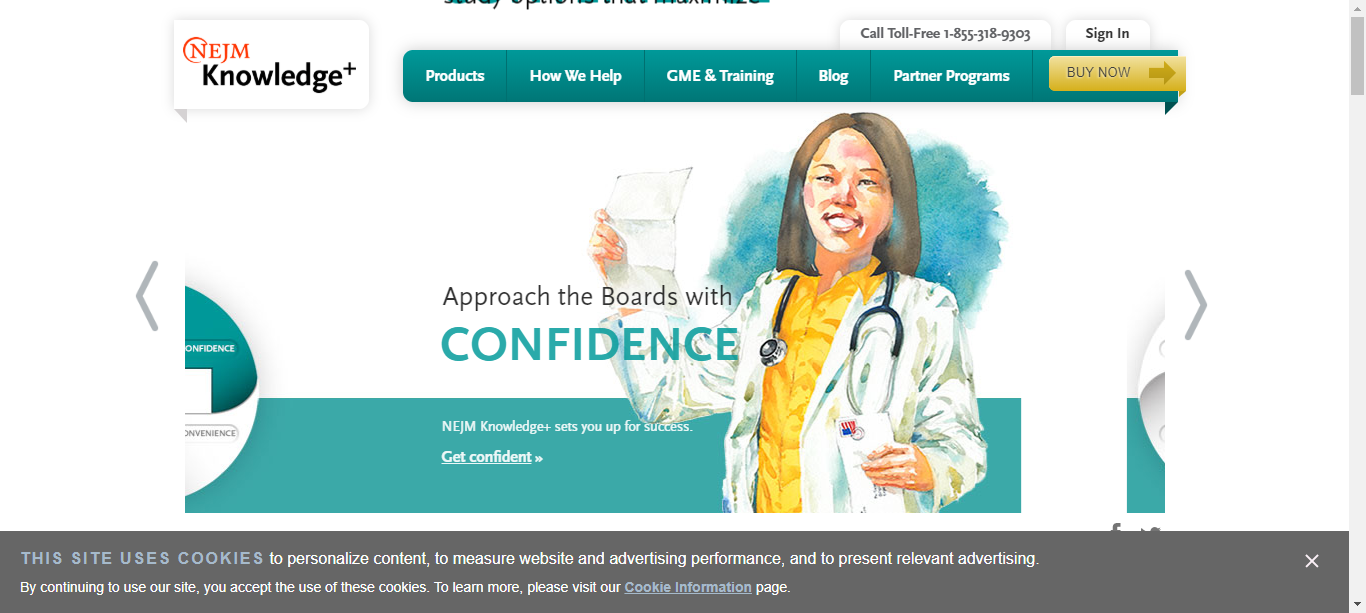 study options that maximize
NEJM
Knowledge+
Call Toll-Free 1-855-318-9303
Sign In
Products
How We Help
GME & Training
Blog
Partner Programs
BUY NOW
Approach the Boards with
CONFIDENCE
CONFIDENCE
NEJM Knowledge+ sets you up for success.
Get confident »
THIS SITE USES COOKIES to personalize content, to measure website and advertising performance, and to present relevant advertising.
By continuing to use our site, you accept the use of these cookies. To learn more, please visit our Cookie Information page.